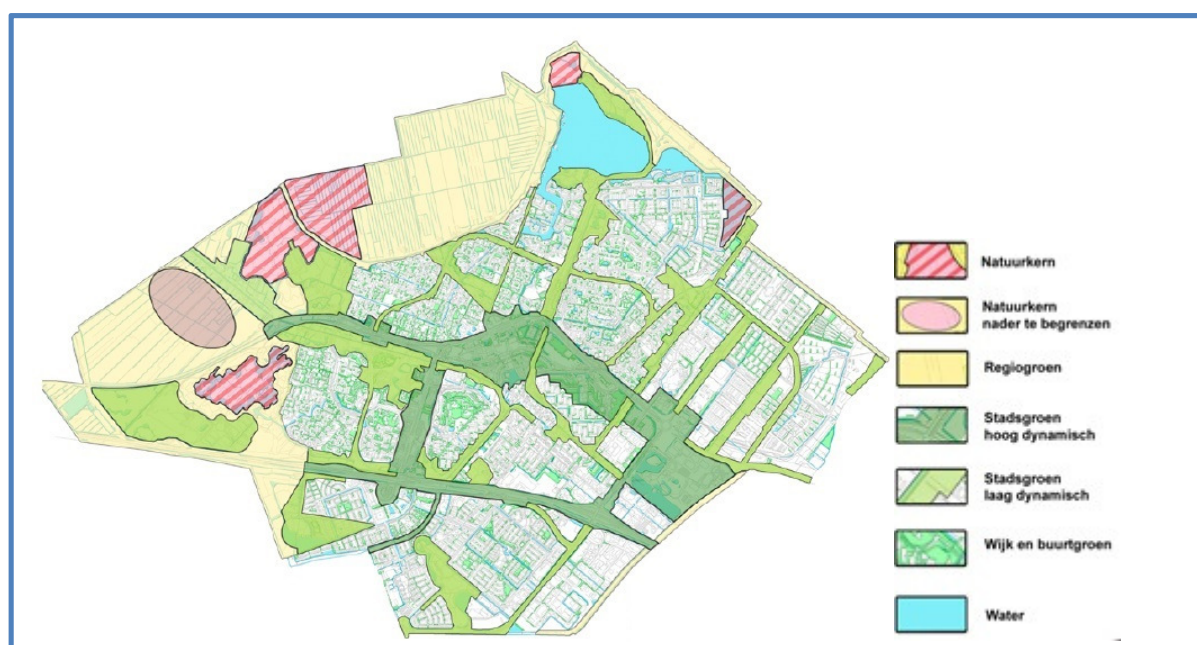 Natuurkern
Natuurkern
nader te begrenzen
Regiogroen
Stadsgroen
hoog dynamisch
Stadsgroen
laag dynamisch
Wijk en buurtgroen
Water